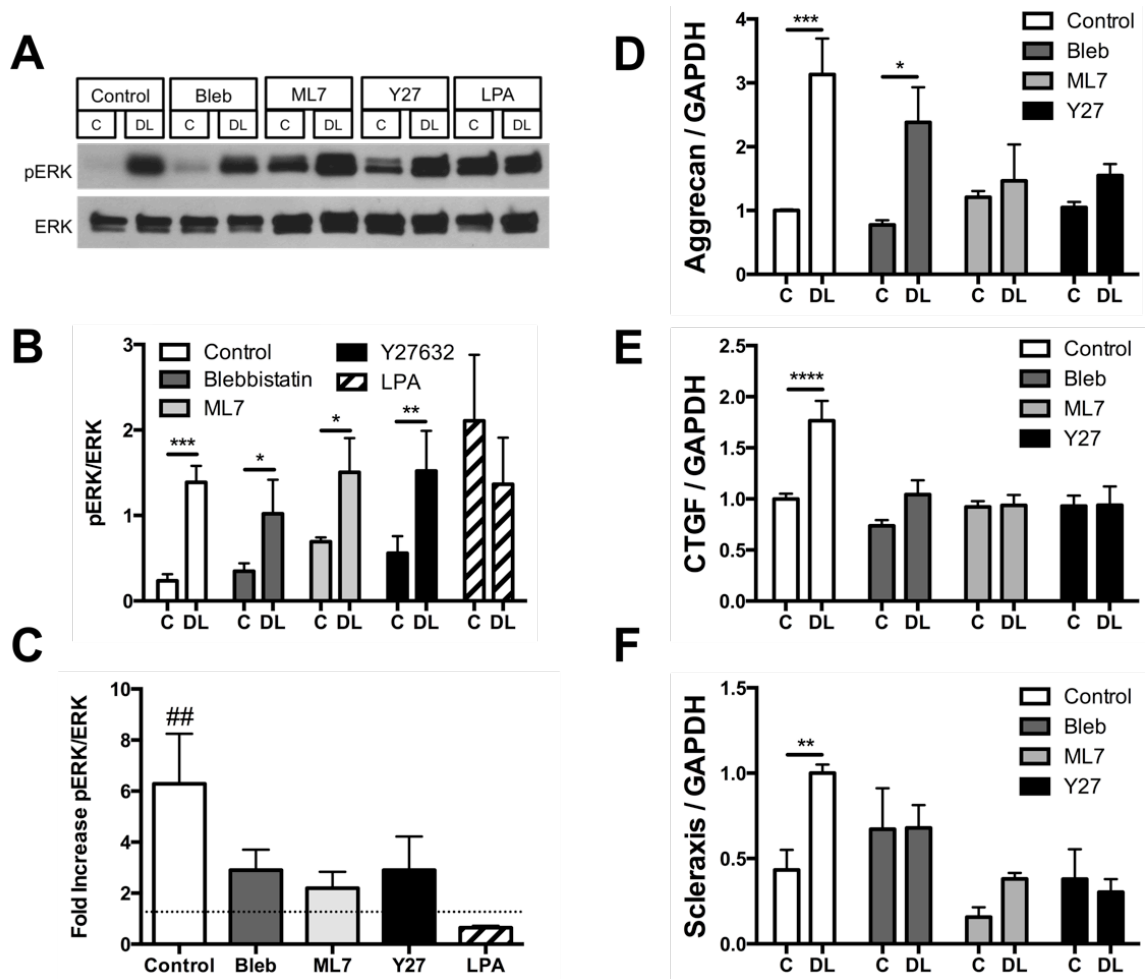 A
Control Bleb ML7 Y27 LPA
C DL C DL C DL C DL C DL
pERK
ERK
B
pERK/ERK
3
2
1
0
Control
Blebbistatin
ML7
Y27632
LPA
*** * * **
C DL C DL C DL C DL C DL
C
Fold Increase pERK/ERK
10
8
6
4
2
0
##
Control Bleb ML7 Y27 LPA
D
Aggrecan / GAPDH
4
3
2
1
0
*** *
Control
Bleb
ML7
Y27
C DL C DL C DL C DL
E
CTGF / GAPDH
2.5
2.0
1.5
1.0
0.5
0.0
****
Control
Bleb
ML7
Y27
C DL C DL C DL C DL
F
Scleraxis / GAPDH
1.5
1.0
0.5
0.0
**
Control
Bleb
ML7
Y27
C DL C DL C DL C DL